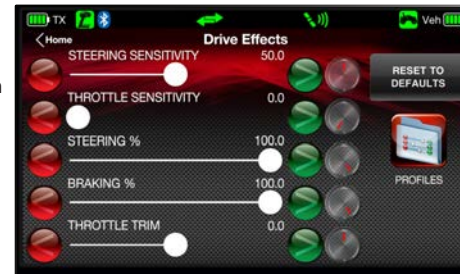 TX Veh
Home Drive Effects
STEERING SENSITIVITY 50.0
RESET TO
DEFAULTS
THROTTLE SENSITIVITY 0.0
STEERING % 100.0
PROFILES
BRAKING % 100.0
THROTTLE TRIM 0.0